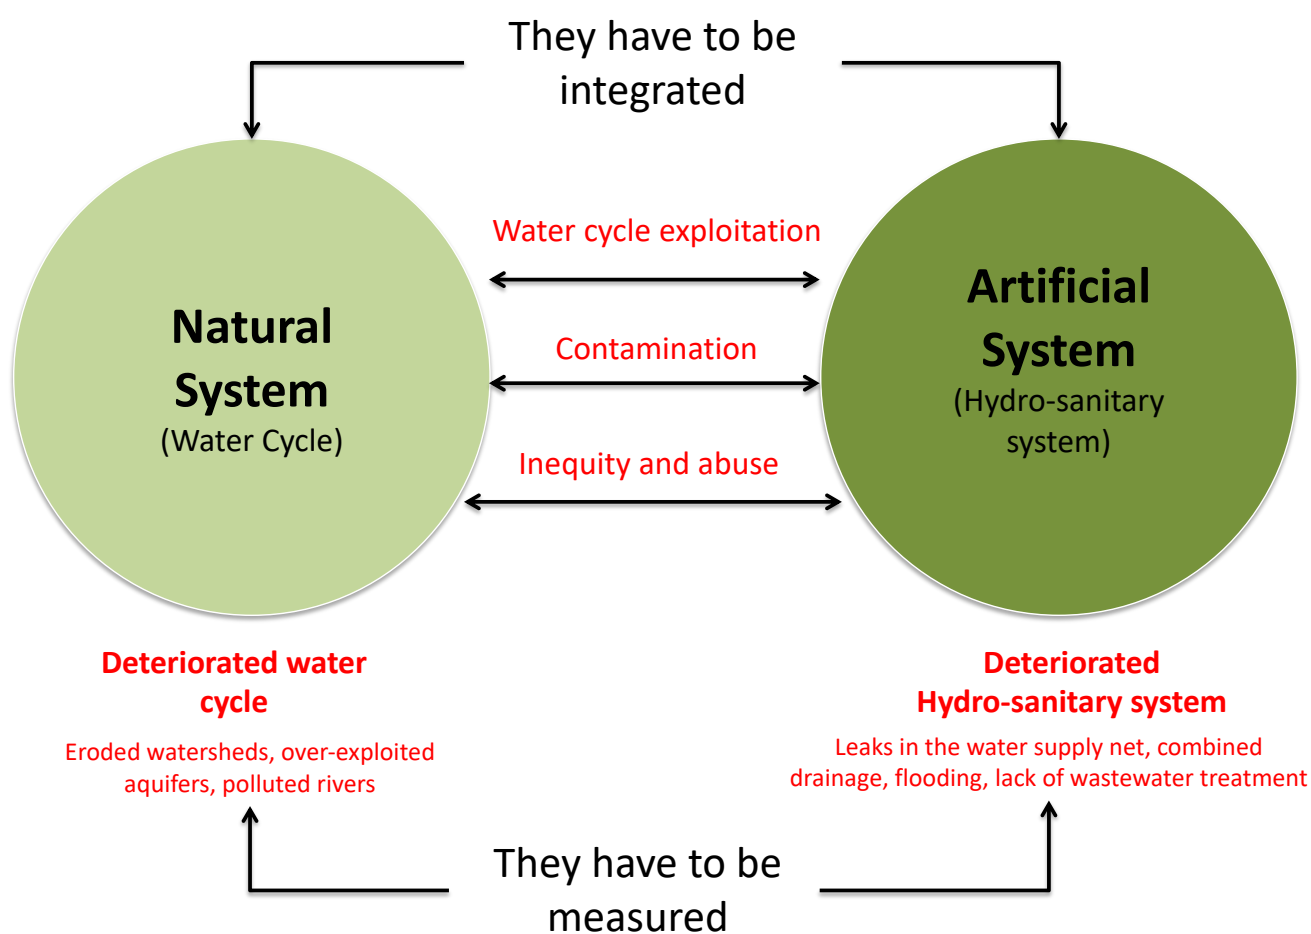 They have to be
integrated
Water cycle exploitation
Natural
System
(Water Cycle)
Contamination
Inequity and abuse
Artificial
System
(Hydro-sanitary
system)
Deteriorated water
cycle
Eroded watersheds, over-exploited
aquifers, polluted rivers
Deteriorated
Hydro-sanitary system
Leaks in the water supply net, combined
drainage, flooding, lack of wastewater treatment
They have to be
measured